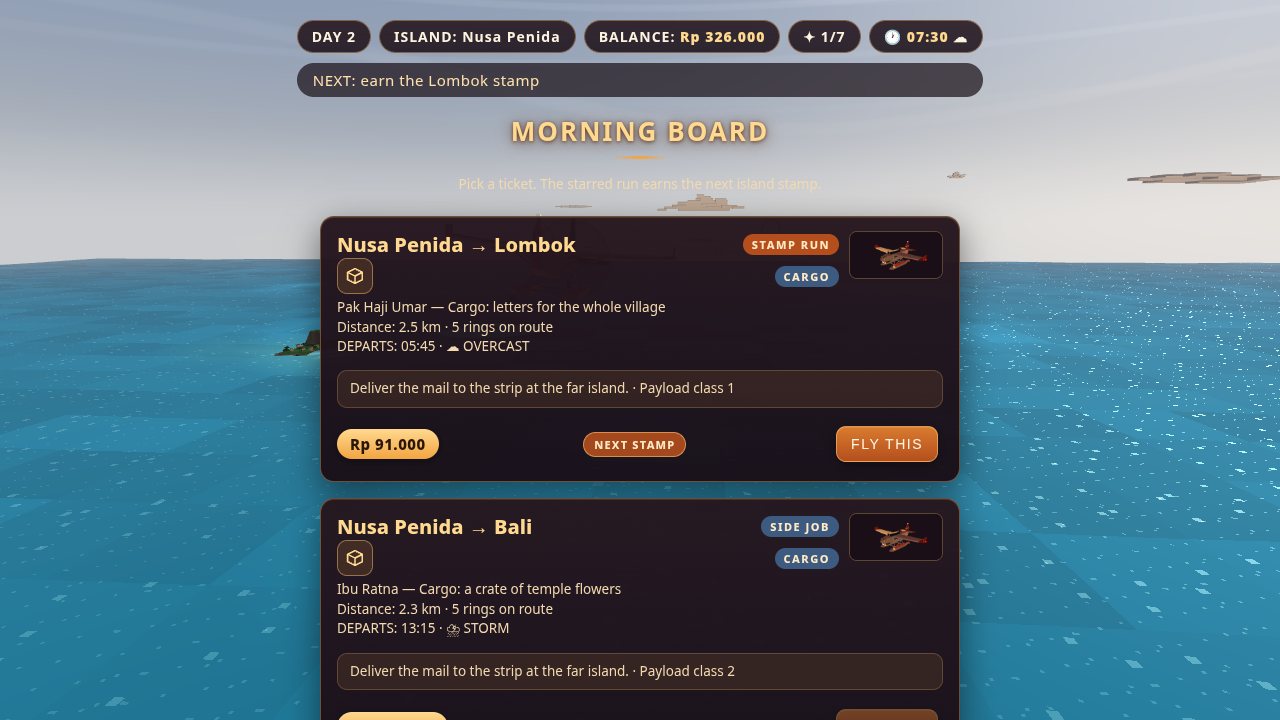 DAY 2
ISLAND: Nusa Penida
BALANCE: Rp 326.000
✦ 1/7
🕐 07:30 ☁
NEXT: earn the Lombok stamp
MORNING BOARD
Pick a ticket. The starred run earns the next island stamp.
Nusa Penida → Lombok
STAMP RUN
CARGO
Pak Haji Umar — Cargo: letters for the whole village
Distance: 2.5 km · 5 rings on route
DEPARTS: 05:45 · ☁ OVERCAST
Deliver the mail to the strip at the far island. · Payload class 1
Rp 91.000
NEXT STAMP
FLY THIS
Nusa Penida → Bali
SIDE JOB
CARGO
Ibu Ratna — Cargo: a crate of temple flowers
Distance: 2.3 km · 5 rings on route
DEPARTS: 13:15 · ⛈ STORM
Deliver the mail to the strip at the far island. · Payload class 2